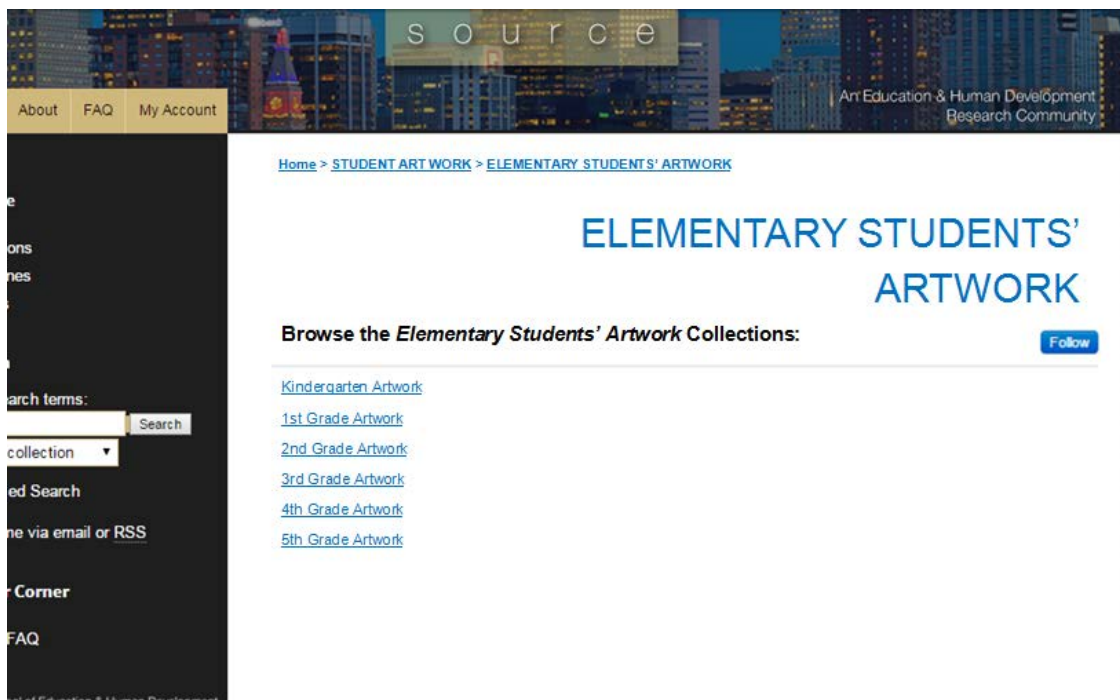 source
An Education & Human Development
Research Community
About FAQ My Account
Home > STUDENT ART WORK > ELEMENTARY STUDENTS' ARTWORK
ELEMENTARY STUDENTS'
ARTWORK
Browse the Elementary Students' Artwork Collections:
Follow
Kindergarten Artwork
1st Grade Artwork
2nd Grade Artwork
3rd Grade Artwork
4th Grade Artwork
5th Grade Artwork
e
ons
nes
s
arch terms:
Search
collection
ed Search
me via email or RSS
r Corner
FAQ